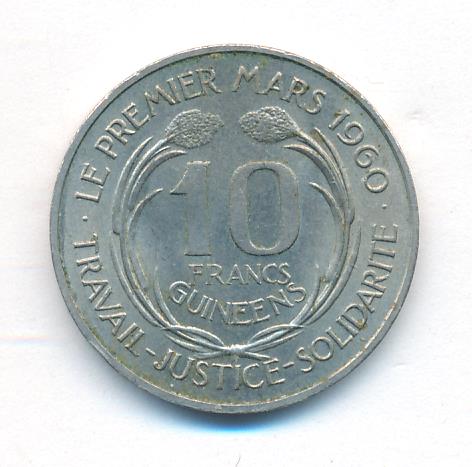 · LE PREMIER MARS 1960 ·
10
FRANCS
GUINEENS
TRAVAIL-JUSTICE-SOLIDARITE